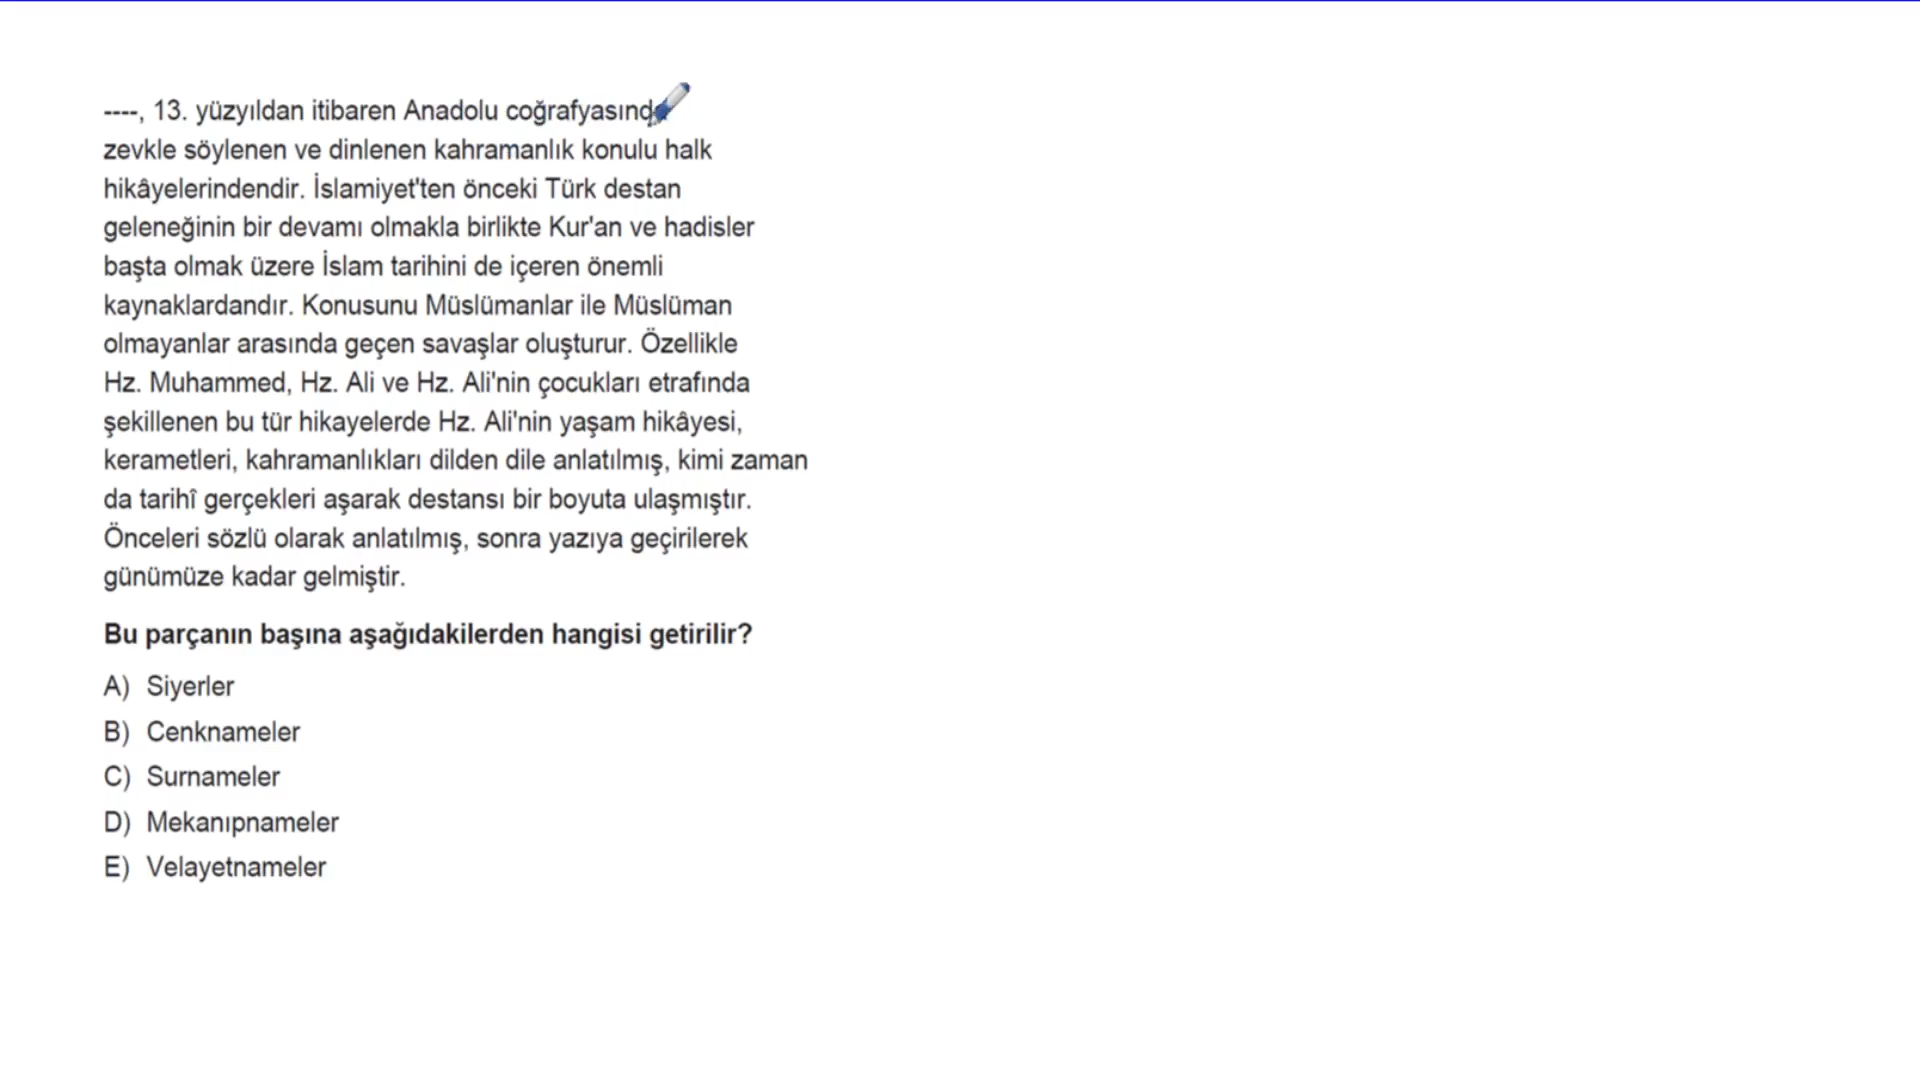 ----, 13. yüzyıldan itibaren Anadolu coğrafyasında
zevkle söylenen ve dinlenen kahramanlık konulu halk
hikâyelerindendir. İslamiyet'ten önceki Türk destan
geleneğinin bir devamı olmakla birlikte Kur'an ve hadisler
başta olmak üzere İslam tarihini de içeren önemli
kaynaklardandır. Konusunu Müslümanlar ile Müslüman
olmayanlar arasında geçen savaşlar oluşturur. Özellikle
Hz. Muhammed, Hz. Ali ve Hz. Ali'nin çocukları etrafında
şekillenen bu tür hikayelerde Hz. Ali'nin yaşam hikâyesi,
kerametleri, kahramanlıkları dilden dile anlatılmış, kimi zaman
da tarihî gerçekleri aşarak destansı bir boyuta ulaşmıştır.
Önceleri sözlü olarak anlatılmış, sonra yazıya geçirilerek
günümüze kadar gelmiştir.
Bu parçanın başına aşağıdakilerden hangisi getirilir?
A) Siyerler
B) Cenknameler
C) Surnameler
D) Mekanıpnameler
E) Velayetnameler